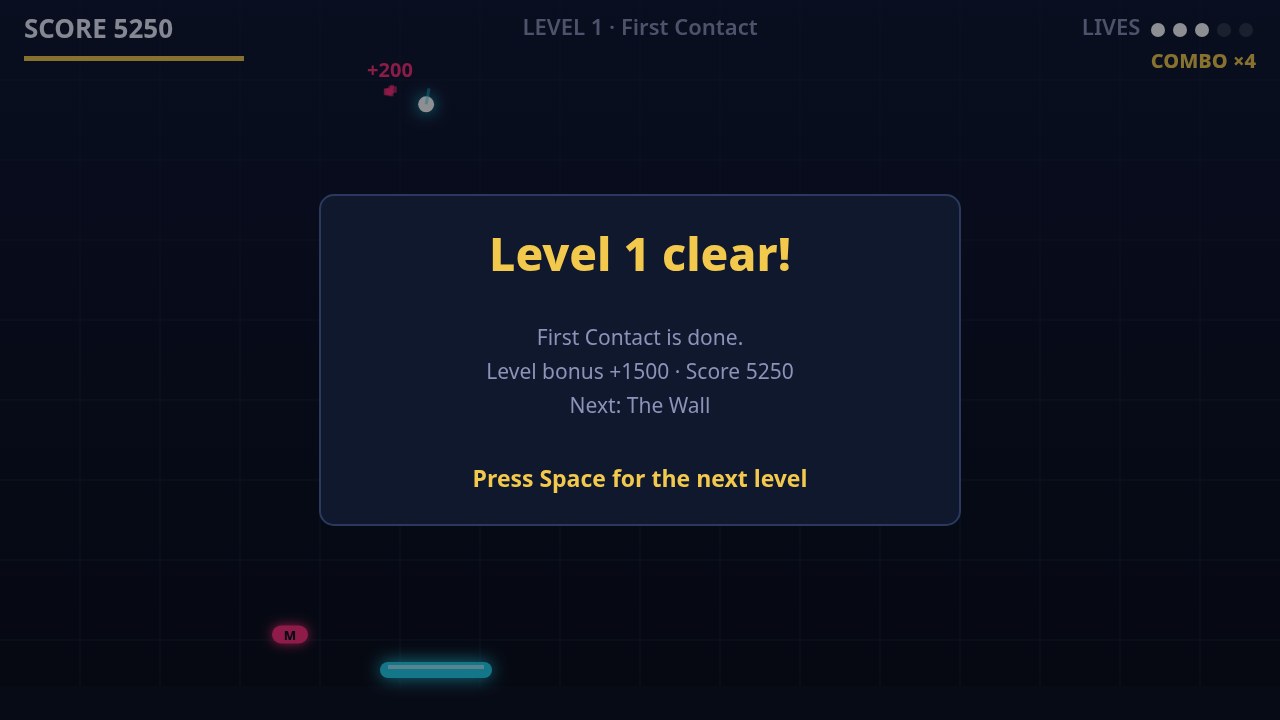 SCORE 5250
LEVEL 1 · First Contact
LIVES
COMBO ×4
+200
Level 1 clear!
First Contact is done.
Level bonus +1500 · Score 5250
Next: The Wall
Press Space for the next level
M